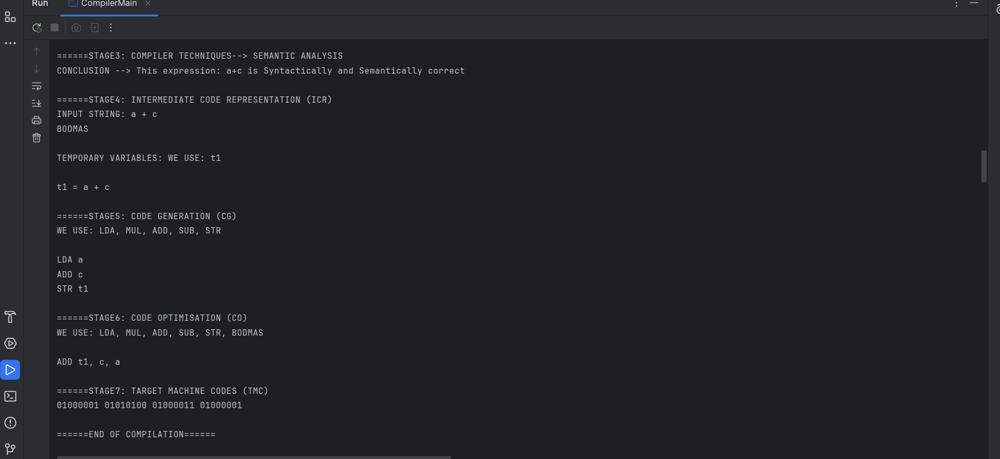 Run CompilerMain
======STAGE3: COMPILER TECHNIQUES--> SEMANTIC ANALYSIS
CONCLUSION --> This expression: a+c is Syntactically and Semantically correct
======STAGE4: INTERMEDIATE CODE REPRESENTATION (ICR)
INPUT STRING: a + c
BODMAS
TEMPORARY VARIABLES: WE USE: t1
t1 = a + c
======STAGE5: CODE GENERATION (CG)
WE USE: LDA, MUL, ADD, SUB, STR
LDA a
ADD c
STR t1
======STAGE6: CODE OPTIMISATION (CO)
WE USE: LDA, MUL, ADD, SUB, STR, BODMAS
ADD t1, c, a
======STAGE7: TARGET MACHINE CODES (TMC)
01000001 01010100 01000011 01000001
======END OF COMPILATION======